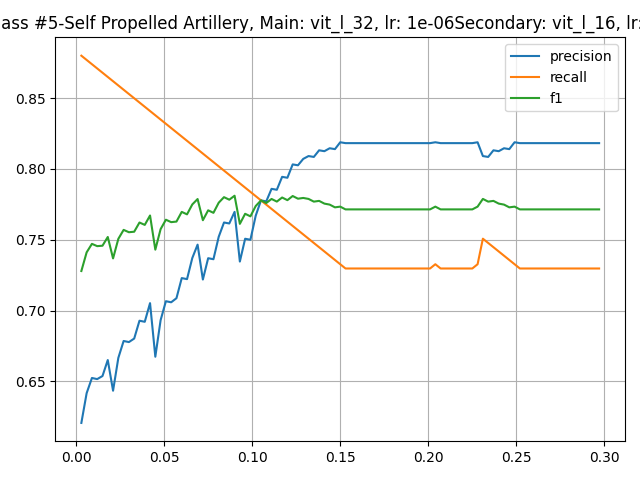 ass #5-Self Propelled Artillery, Main: vit_l_32, lr: 1e-06Secondary: vit_l_16, lr:
precision
recall
f1
0.85
0.80
0.75
0.70
0.65
0.00 0.05 0.10 0.15 0.20 0.25 0.30